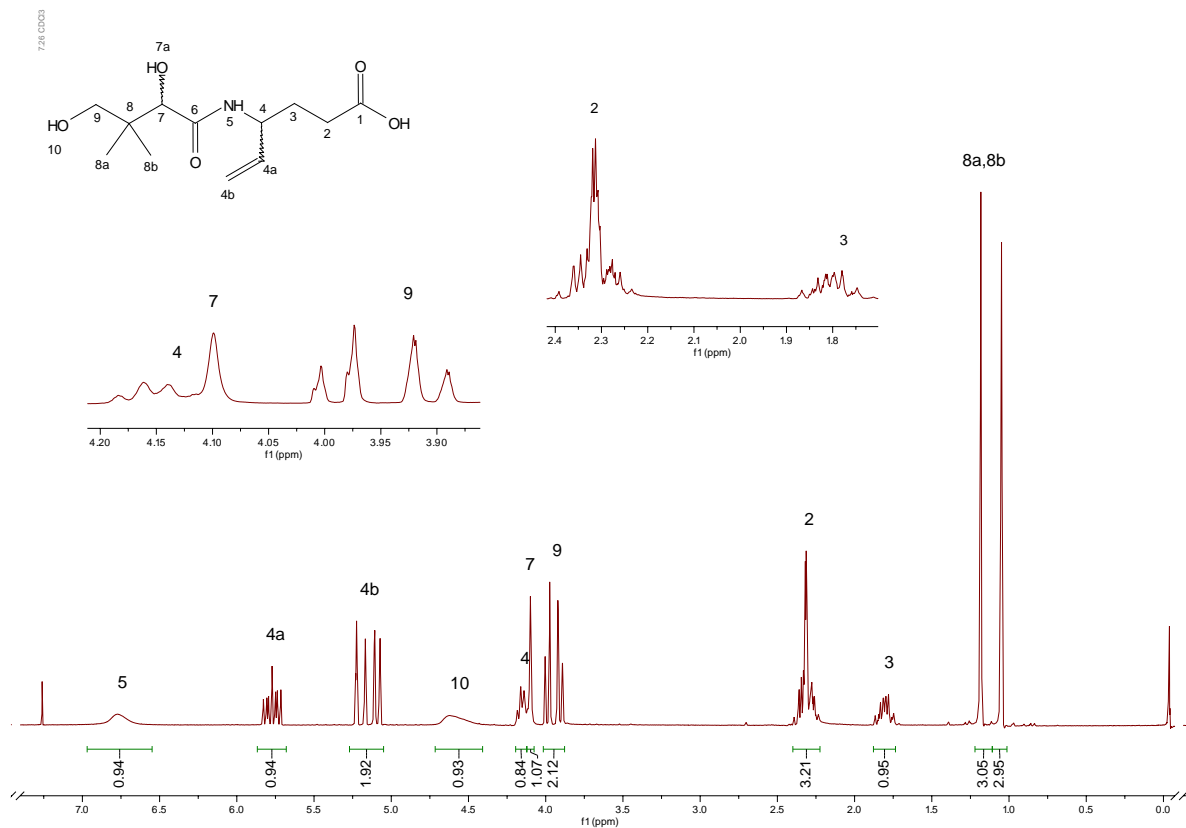 7.26 CDCl3
7a
HO
O
8
6
NH
4
9
7
5
3
1
HO
2
OH
10
8a
O
4a
8b
4b
2
8a,8b
3
7
9
4
2.4 2.3 2.2 2.1 2.0 1.9 1.8
f1 (ppm)
4.20 4.15 4.10 4.05 4.00 3.95 3.90
f1 (ppm)
2
9
7
4b
4a
4
3
5
10
0.94
0.94
1.92
0.93
0.84
1.07
2.12
3.21
0.95
3.05
2.95
7.0 6.5 6.0 5.5 5.0 4.5 4.0 3.5 3.0 2.5 2.0 1.5 1.0 0.5 0.0
f1 (ppm)